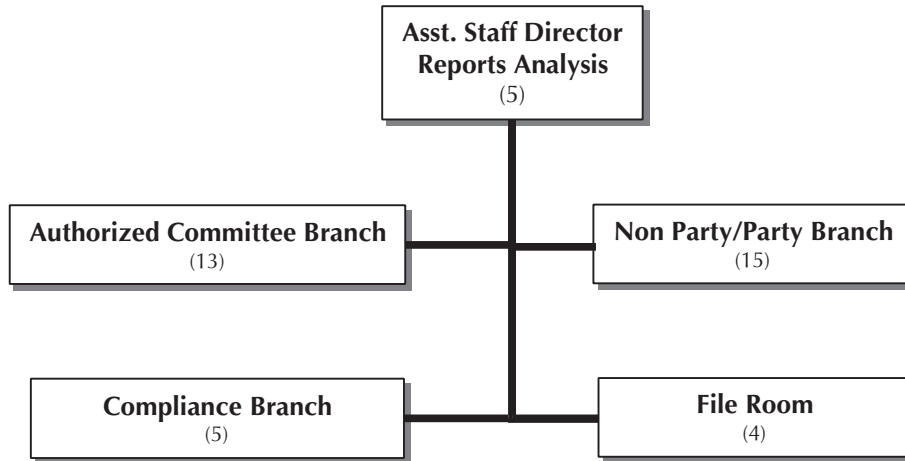 Asst. Staff Director
Reports Analysis
(5)
Authorized Committee Branch
(13)
Non Party/Party Branch
(15)
Compliance Branch
(5)
File Room
(4)